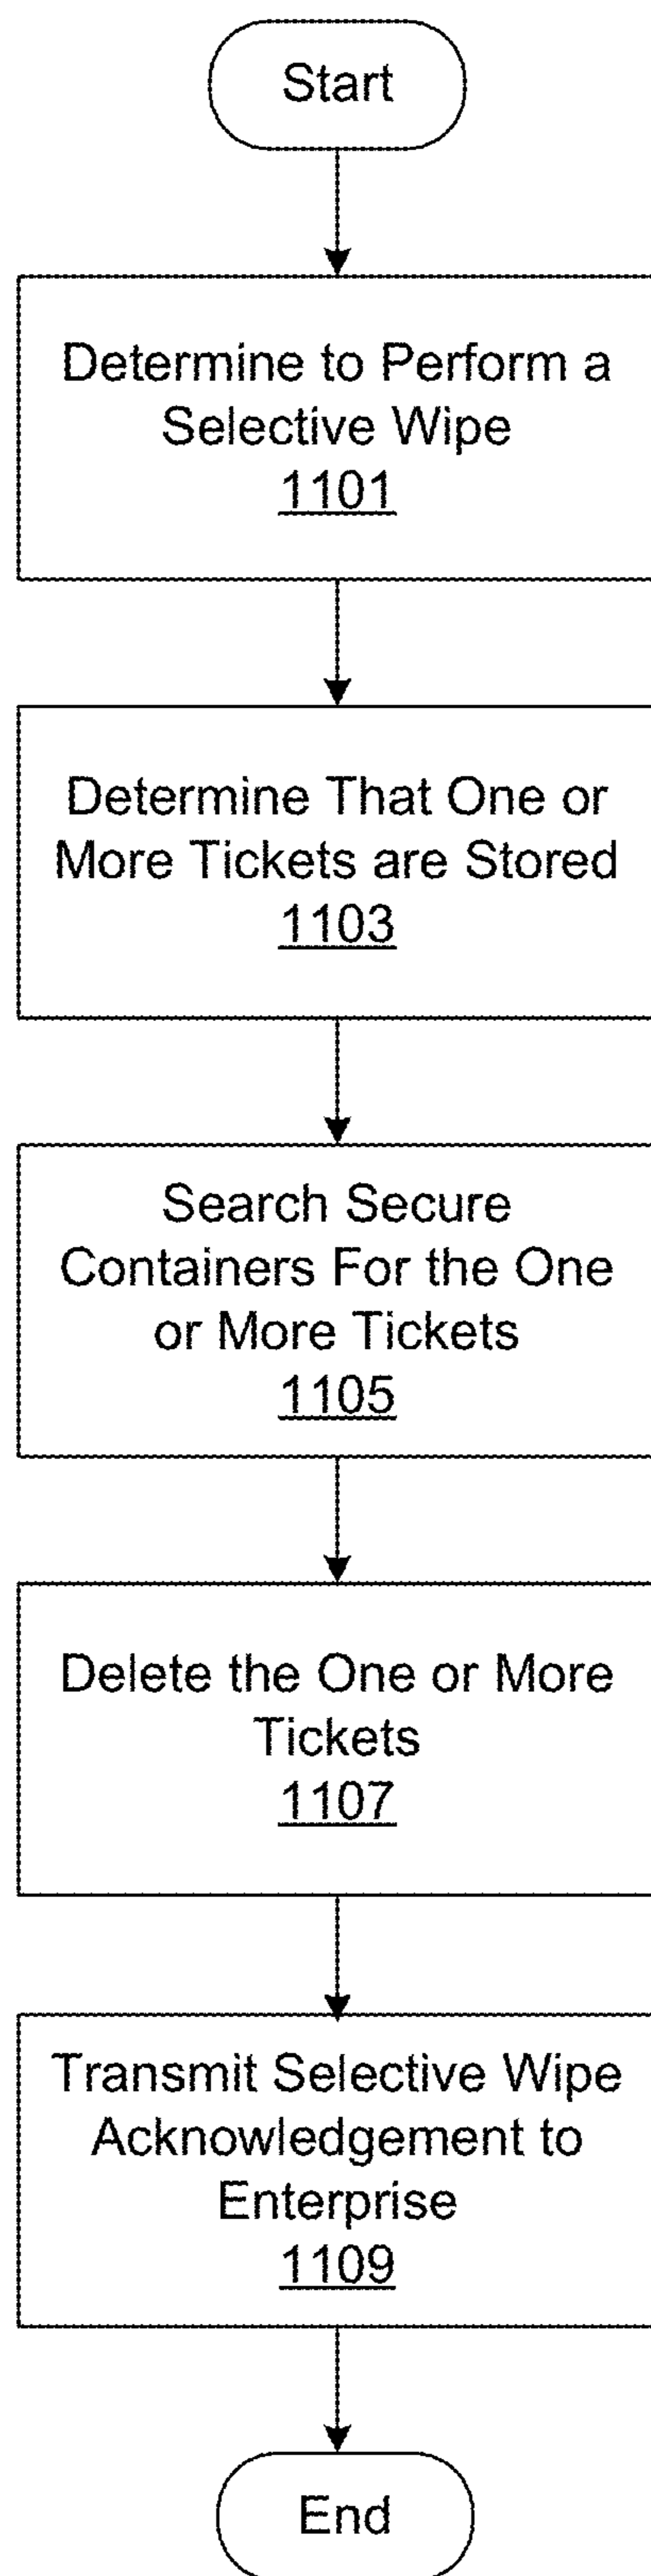 Start
Determine to Perform a
Selective Wipe
1101
Determine That One or
More Tickets are Stored
1103
Search Secure
Containers For the One
or More Tickets
1105
Delete the One or More
Tickets
1107
Transmit Selective Wipe
Acknowledgement to
Enterprise
1109
End